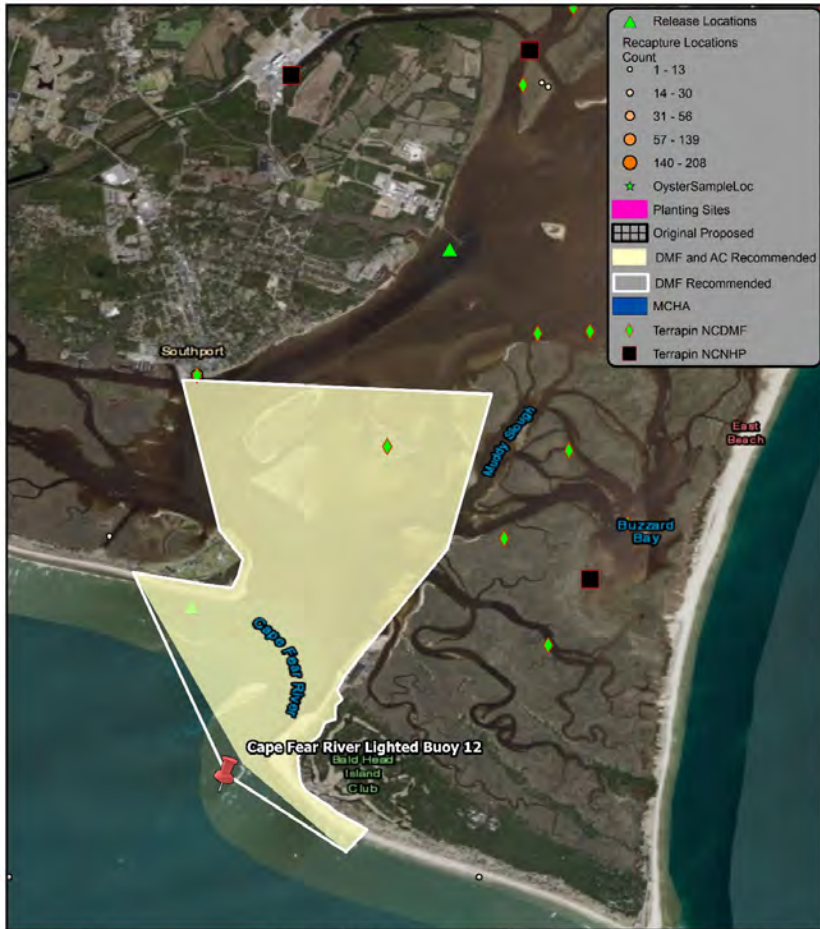 Release Locations
Recapture Locations
Count
1 - 13
14 - 30
31 - 56
57 - 139
140 - 208
OysterSampleLoc
Planting Sites
Original Proposed
DMF and AC Recommended
DMF Recommended
MCHA
Terrapin NCDMF
Terrapin NCNHP
Southport
Muddy Slough
East
Beach
Buzzard
Bay
Cape Fear River
Cape Fear River Lighted Buoy 12
Bald Head
Island
Club